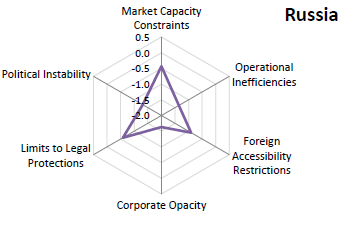 Russia
Market Capacity
Constraints
0.5
0.0
-0.5
-1.0
-1.5
-2.0
Political Instability
Operational
Inefficiencies
Limits to Legal
Protections
Foreign
Accessibility
Restrictions
Corporate Opacity